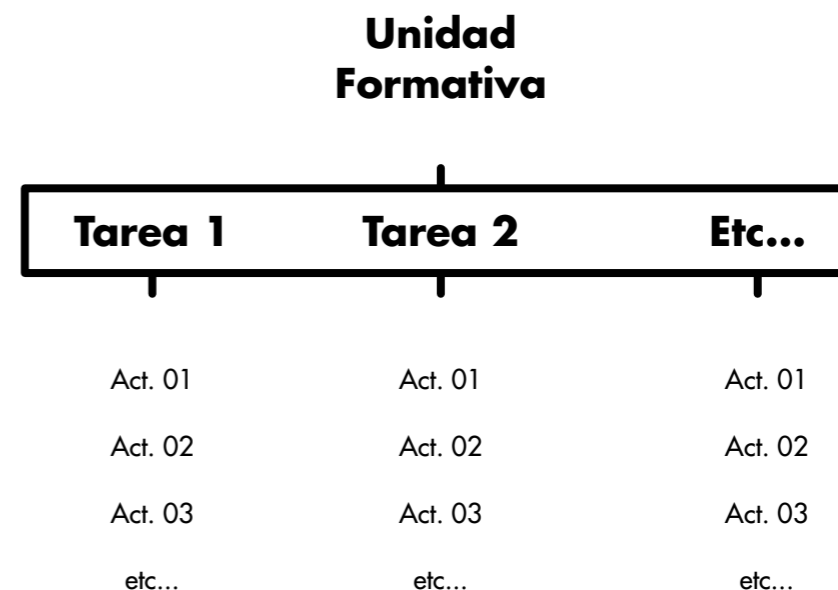 Unidad
Formativa
Tarea 1 Tarea 2 Etc...
Act. 01 Act. 01 Act. 01
Act. 02 Act. 02 Act. 02
Act. 03 Act. 03 Act. 03
etc... etc... etc...